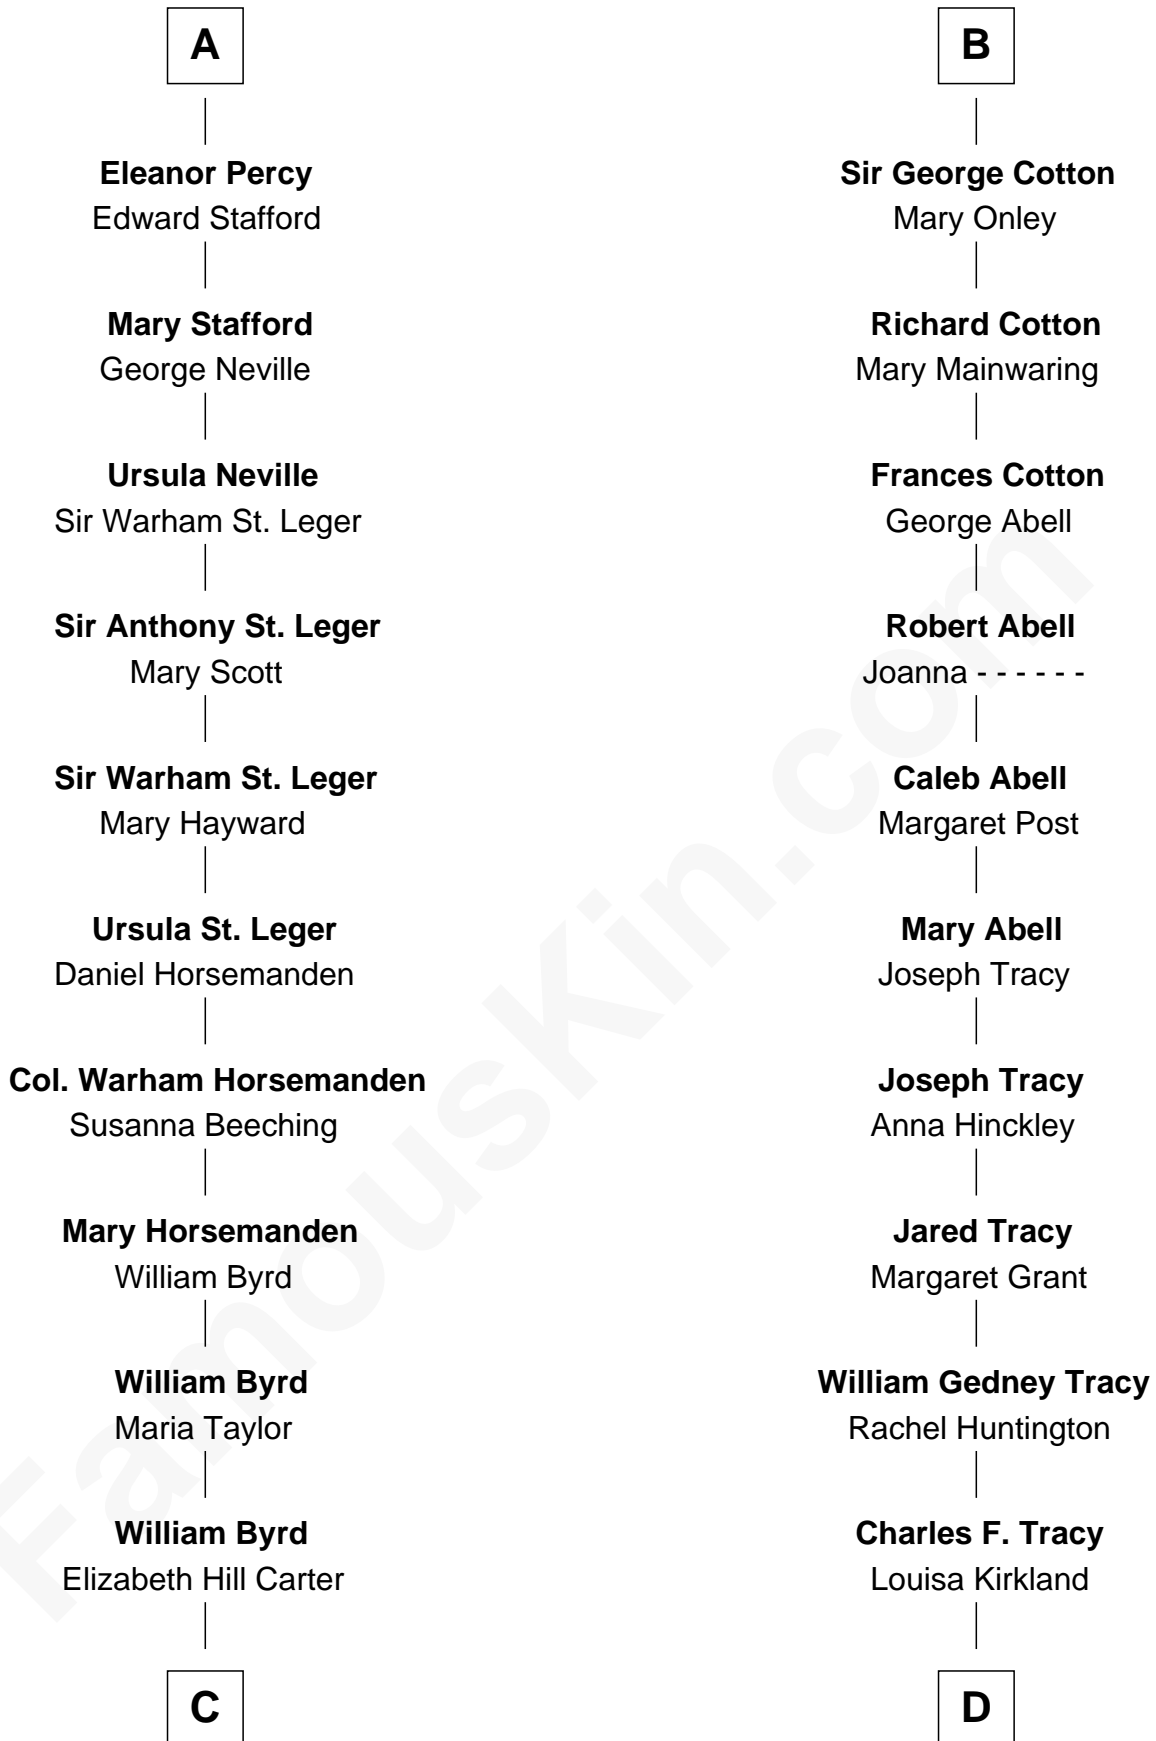 A
Eleanor Percy
Edward Stafford
Mary Stafford
George Neville
Ursula Neville
Sir Warham St. Leger
Sir Anthony St. Leger
Mary Scott
Sir Warham St. Leger
Mary Hayward
Ursula St. Leger
Daniel Horsemanden
Col. Warham Horsemanden
Susanna Beeching
Mary Horsemanden
William Byrd
William Byrd
Maria Taylor
William Byrd
Elizabeth Hill Carter
C
B
Sir George Cotton
Mary Onley
Richard Cotton
Mary Mainwaring
Frances Cotton
George Abell
Robert Abell
Joanna - - - - - -
Caleb Abell
Margaret Post
Mary Abell
Joseph Tracy
Joseph Tracy
Anna Hinckley
Jared Tracy
Margaret Grant
William Gedney Tracy
Rachel Huntington
Charles F. Tracy
Louisa Kirkland
D
FamousKin.com